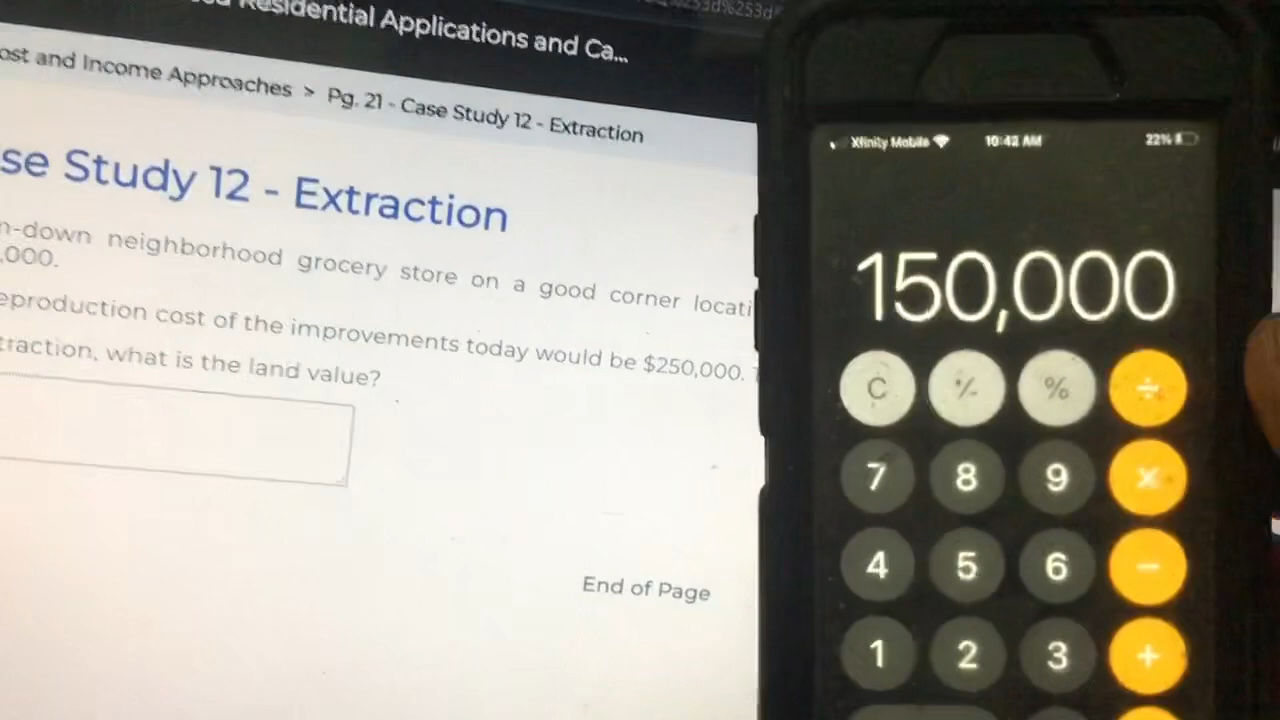 Residential Applications and Ca...
ost and Income Approaches > Pg. 21 - Case Study 12 - Extraction
se Study 12 - Extraction
n-down neighborhood grocery store on a good corner locati
,000.
eproduction cost of the improvements today would be $250,000.
traction, what is the land value?
End of Page
Xfinity Mobile 10:42 AM 22%
150,000
C +/- % ÷
7 8 9 ×
4 5 6 −
1 2 3 +